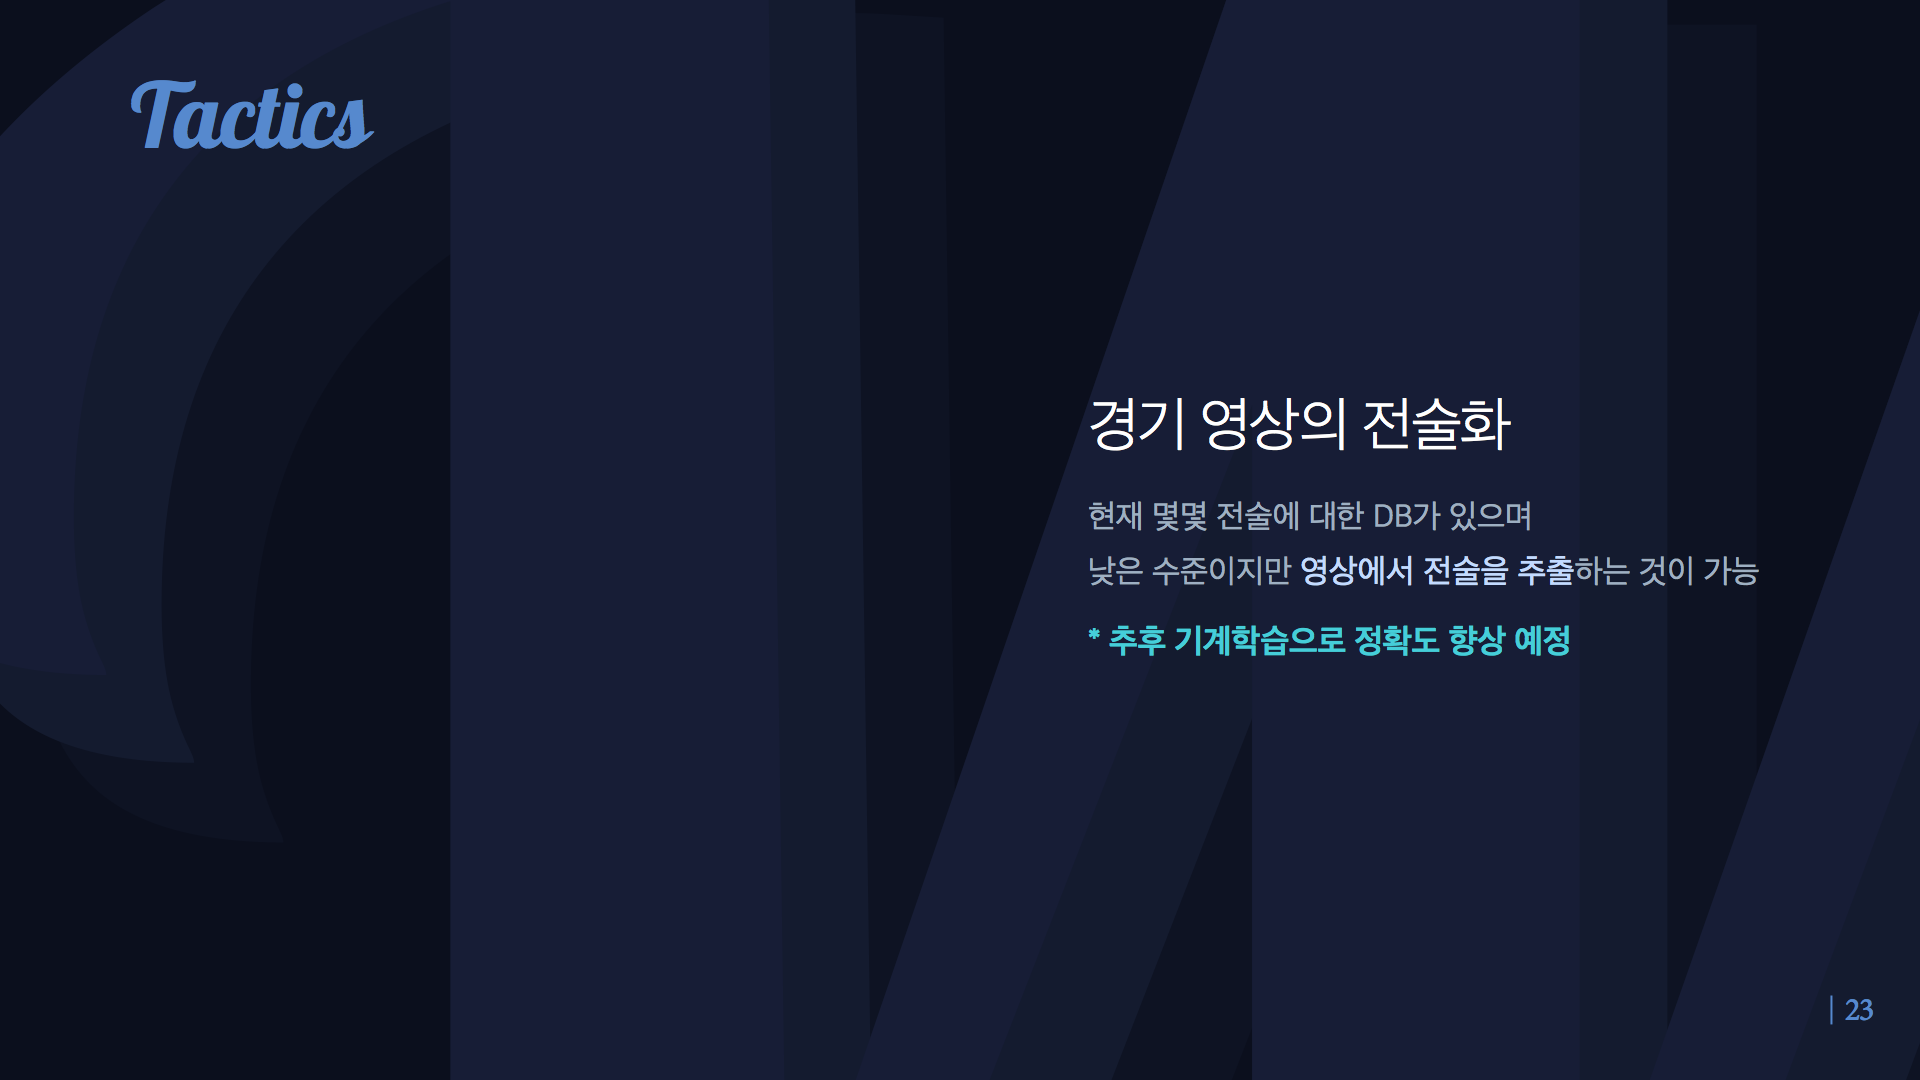 Tactics
경기 영상의 전술화
현재 몇몇 전술에 대한 DB가 있으며
낮은 수준이지만 영상에서 전술을 추출하는 것이 가능
* 추후 기계학습으로 정확도 향상 예정
| 23